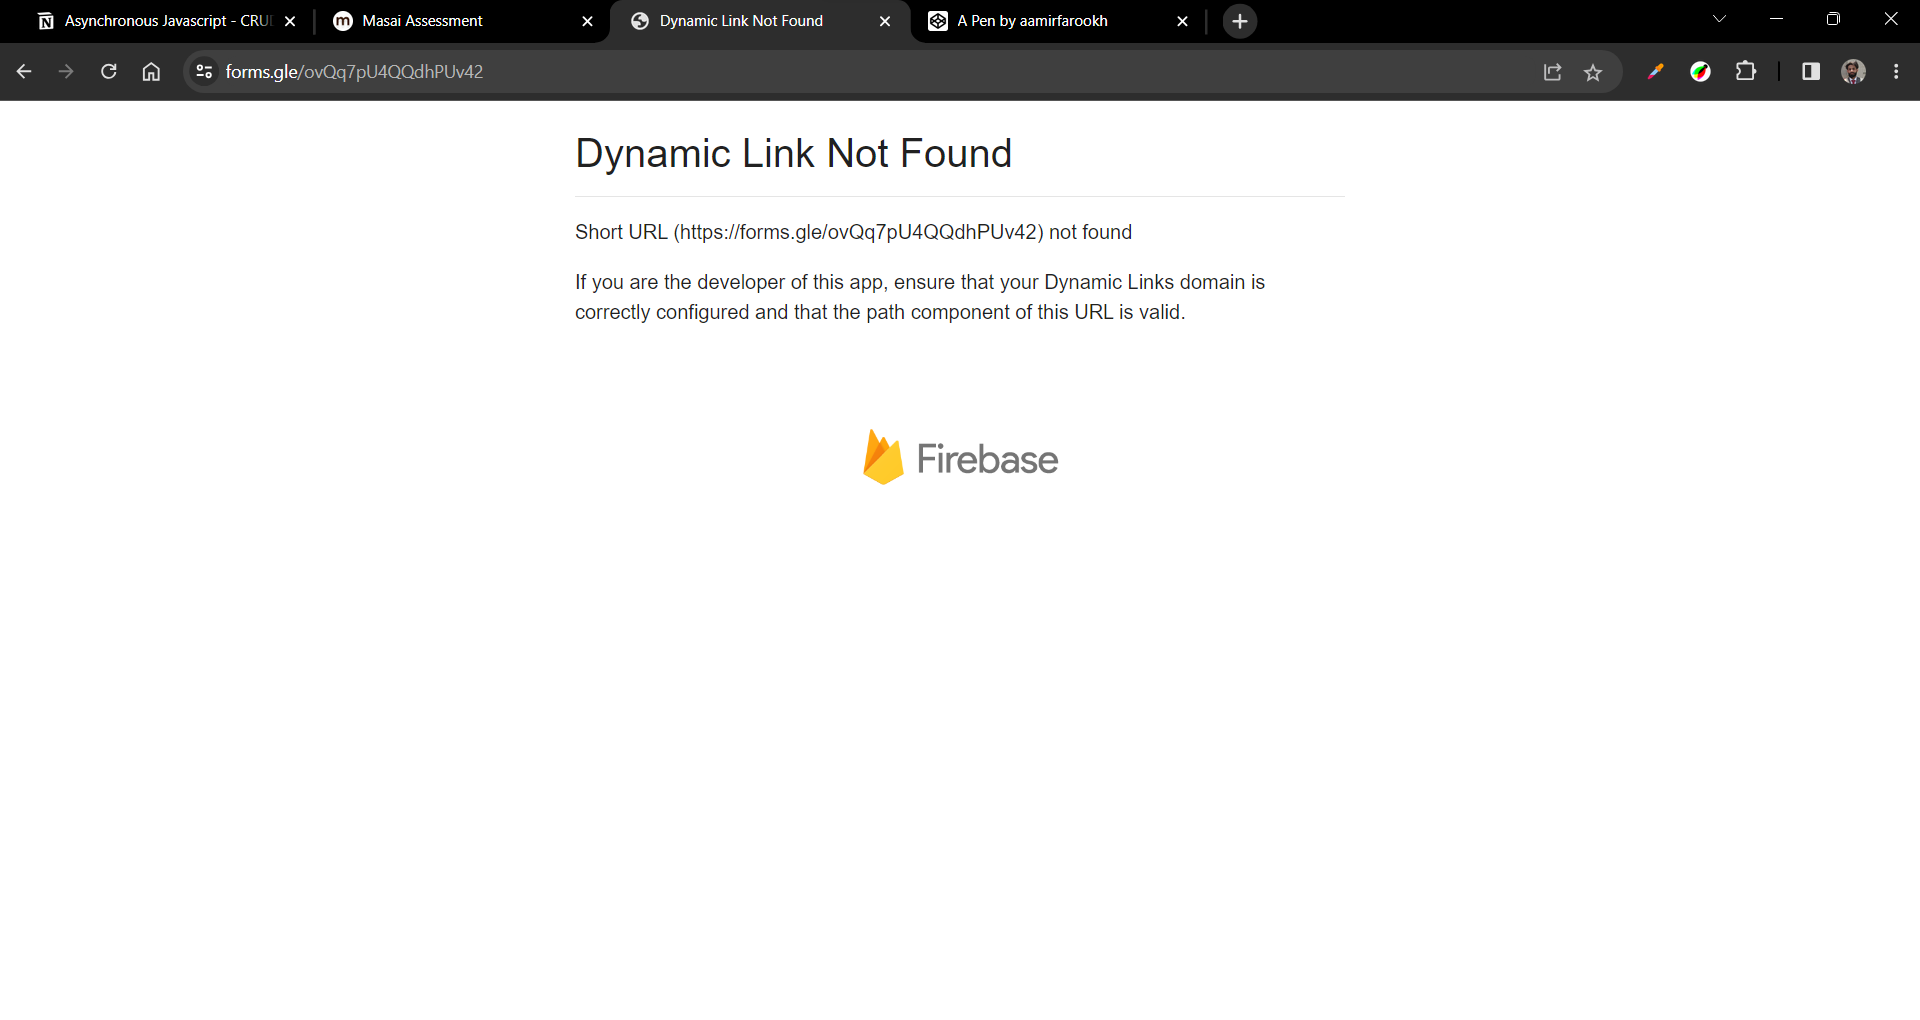 Asynchronous Javascript - CRU
Masai Assessment
Dynamic Link Not Found
A Pen by aamirfarookh
forms.gle/ovQq7pU4QQdhPUv42
Dynamic Link Not Found
Short URL (https://forms.gle/ovQq7pU4QQdhPUv42) not found
If you are the developer of this app, ensure that your Dynamic Links domain is
correctly configured and that the path component of this URL is valid.
Firebase